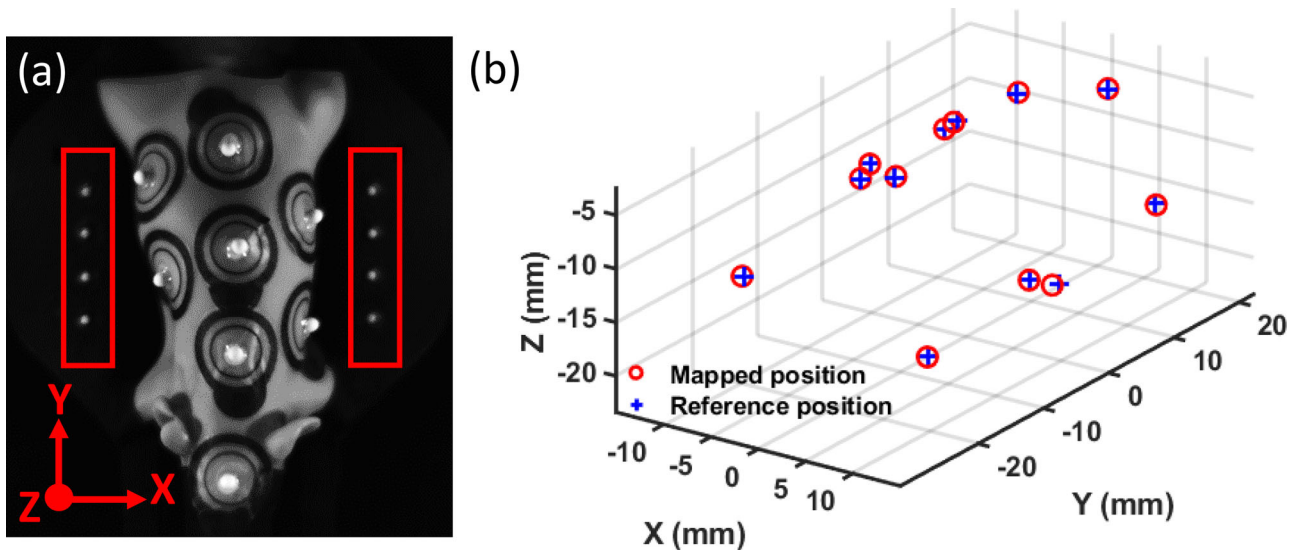 (a)
Y
Z
X
(b)
-5
-10
-15
-20
Z (mm)
Mapped position
Reference position
-10
-5
0
5
10
X (mm)
-20
-10
0
10
20
Y (mm)